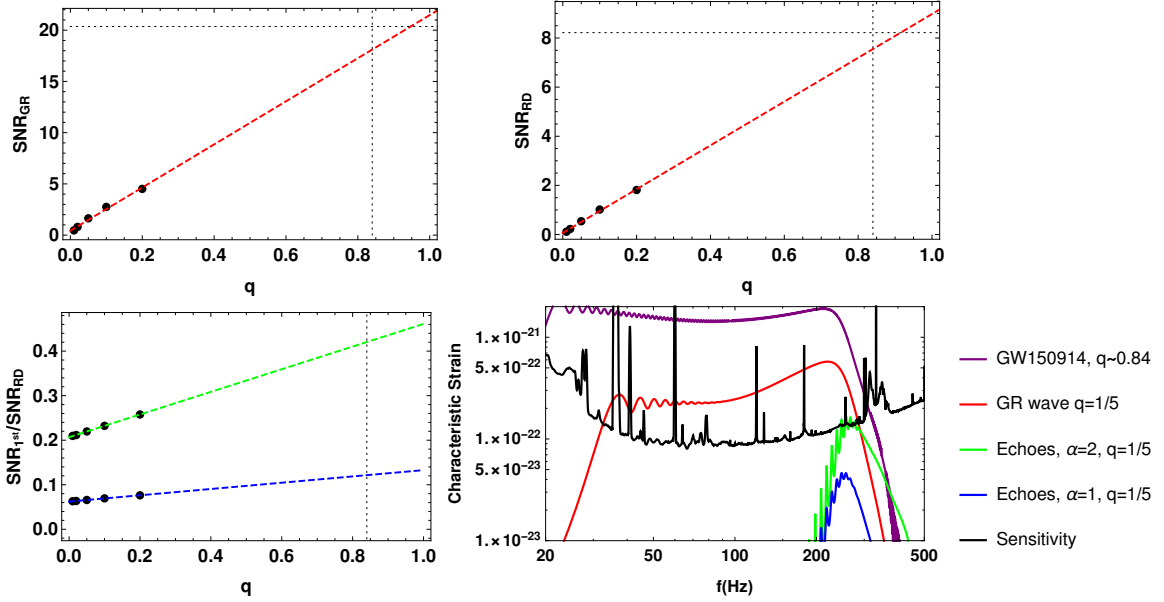 SNR_GR
20
15
10
5
0
0.0 0.2 0.4 0.6 0.8 1.0
q
SNR_RD
8
6
4
2
0
0.0 0.2 0.4 0.6 0.8 1.0
q
SNR_1st/SNR_RD
0.4
0.3
0.2
0.1
0.0
0.0 0.2 0.4 0.6 0.8 1.0
q
Characteristic Strain
1.×10⁻²¹
5.×10⁻²²
1.×10⁻²²
5.×10⁻²³
1.×10⁻²³
20 50 100 200 500
f(Hz)
GW150914, q~0.84
GR wave q=1/5
Echoes, α=2, q=1/5
Echoes, α=1, q=1/5
Sensitivity